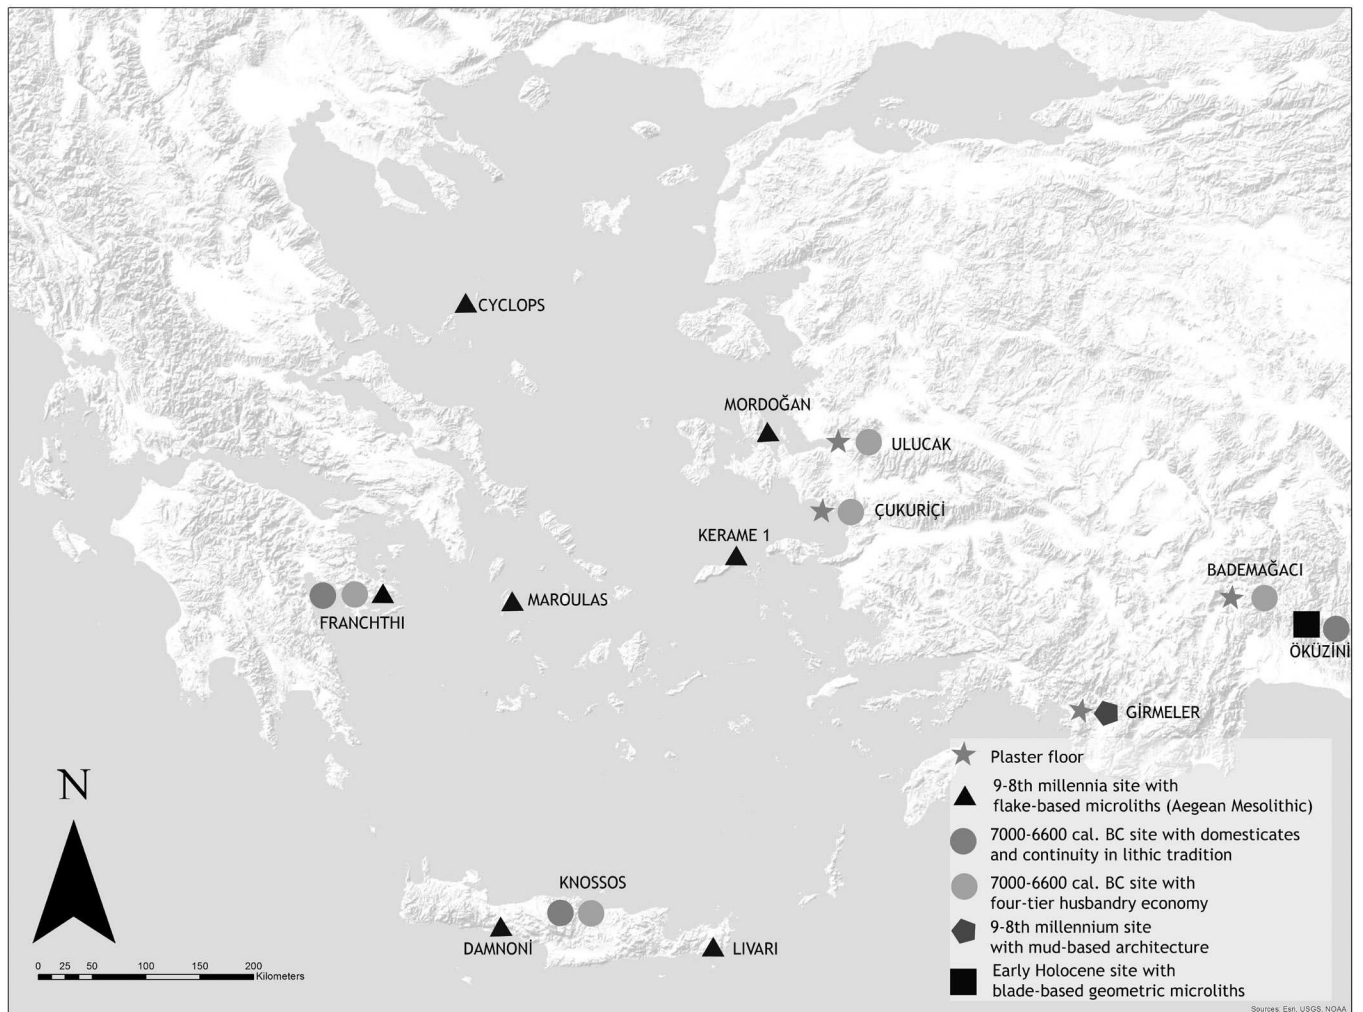 CYCLOPS
MORDOĞAN
ULUCAK
ÇUKURİÇİ
KERAME 1
BADEMAĞACI
MAROULAS
FRANCHTHI
ÖKÜZİNİ
GİRMELER
Plaster floor
9-8th millennia site with
flake-based microliths (Aegean Mesolithic)
7000-6600 cal. BC site with domesticates
and continuity in lithic tradition
7000-6600 cal. BC site with
four-tier husbandry economy
9-8th millennium site
with mud-based architecture
Early Holocene site with
blade-based geometric microliths
N
KNOSSOS
DAMNONİ
LIVARI
0 25 50 100 150 200
Kilometers
Sources: Esri, USGS, NOAA